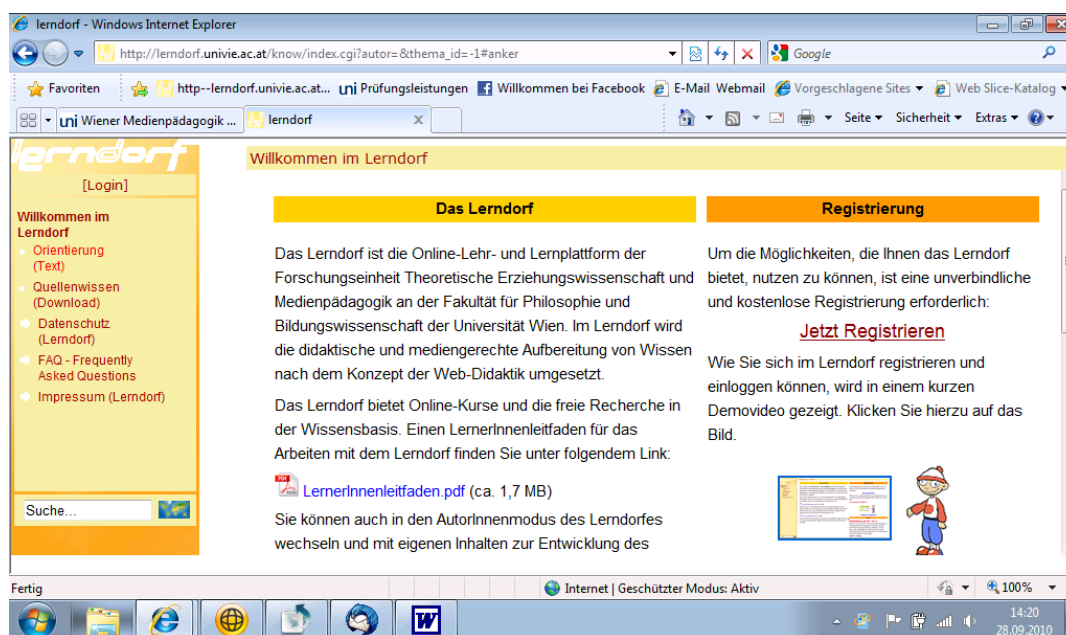 lerndorf - Windows Internet Explorer
http://lerndorf.univie.ac.at/know/index.cgi?autor=&thema_id=-1#anker
Google
Favoriten http--lerndorf.univie.ac.at... uni Prüfungsleistungen Willkommen bei Facebook E-Mail Webmail Vorgeschlagene Sites Web Slice-Katalog
uni Wiener Medienpädagogik ... lerndorf X Seite Sicherheit Extras
lerndorf
[Login]
Willkommen im
Lerndorf
Orientierung
(Text)
Quellenwissen
(Download)
Datenschutz
(Lerndorf)
FAQ - Frequently
Asked Questions
Impressum (Lerndorf)
Suche...
Willkommen im Lerndorf
Das Lerndorf
Das Lerndorf ist die Online-Lehr- und Lernplattform der
Forschungseinheit Theoretische Erziehungswissenschaft und
Medienpädagogik an der Fakultät für Philosophie und
Bildungswissenschaft der Universität Wien. Im Lerndorf wird
die didaktische und mediengerechte Aufbereitung von Wissen
nach dem Konzept der Web-Didaktik umgesetzt.
Das Lerndorf bietet Online-Kurse und die freie Recherche in
der Wissensbasis. Einen LernerInnenleitfaden für das
Arbeiten mit dem Lerndorf finden Sie unter folgendem Link:
PDF
LernerInnenleitfaden.pdf (ca. 1,7 MB)
Sie können auch in den AutorInnenmodus des Lerndorfes
wechseln und mit eigenen Inhalten zur Entwicklung des
Registrierung
Um die Möglichkeiten, die Ihnen das Lerndorf
bietet, nutzen zu können, ist eine unverbindliche
und kostenlose Registrierung erforderlich:
Jetzt Registrieren
Wie Sie sich im Lerndorf registrieren und
einloggen können, wird in einem kurzen
Demovideo gezeigt. Klicken Sie hierzu auf das
Bild.
Fertig
Internet | Geschützter Modus: Aktiv
100%
W
14:20
28.09.2010